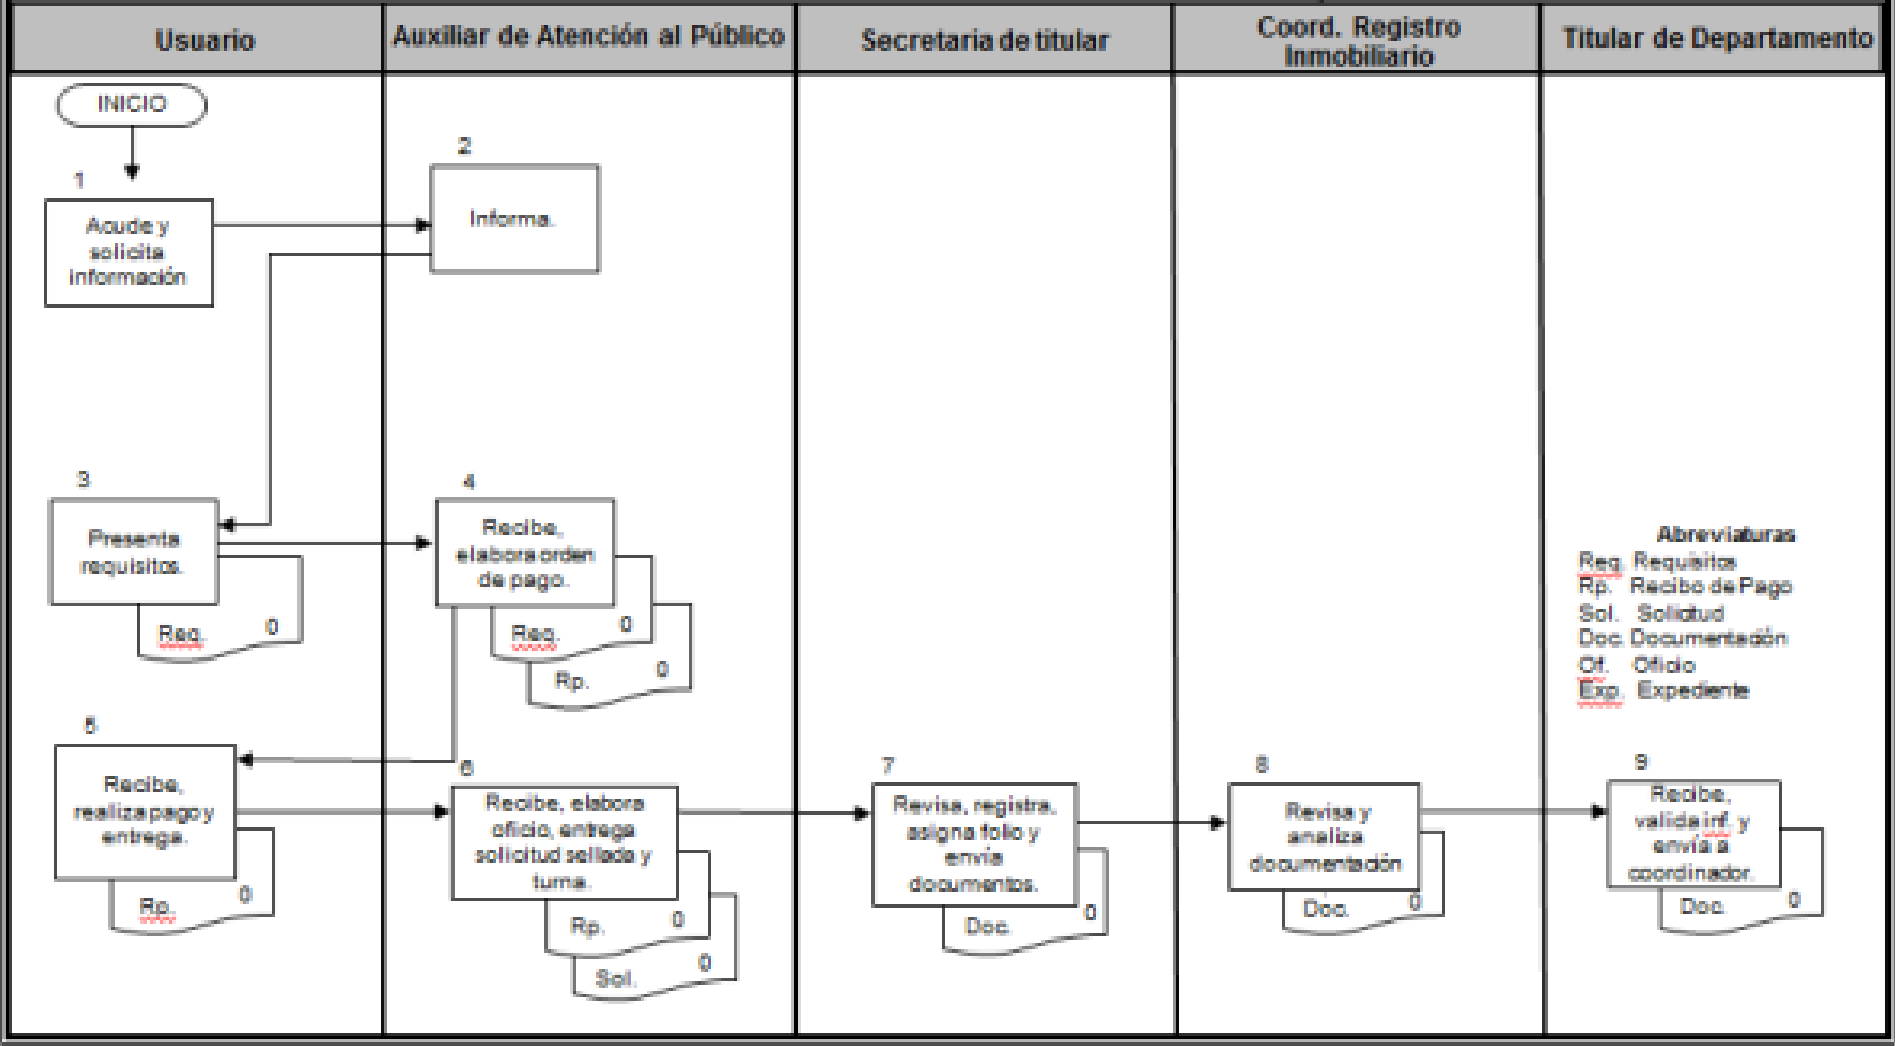 Usuario
Auxiliar de Atención al Público
Secretaria de titular
Coord. Registro
Inmobiliario
Titular de Departamento
INICIO
1
Acude y
solicita
información
2
Informa.
3
Presenta
requisitos.
Req. 0
4
Recibe,
elabora orden
de pago.
Req. 0
Rp. 0
5
Recibe,
realiza pago y
entrega.
Rp. 0
6
Recibe, elabora
oficio, entrega
solicitud sellada y
turna.
Rp. 0
Sol. 0
7
Revisa, registra,
asigna folio y
envía
documentos.
Doc. 0
8
Revisa y
analiza
documentación
Doc. 0
9
Recibe,
valida inf. y
envía a
coordinador.
Doc. 0
Abreviaturas
Req. Requisitos
Rp. Recibo de Pago
Sol. Solicitud
Doc. Documentación
Of. Oficio
Exp. Expediente